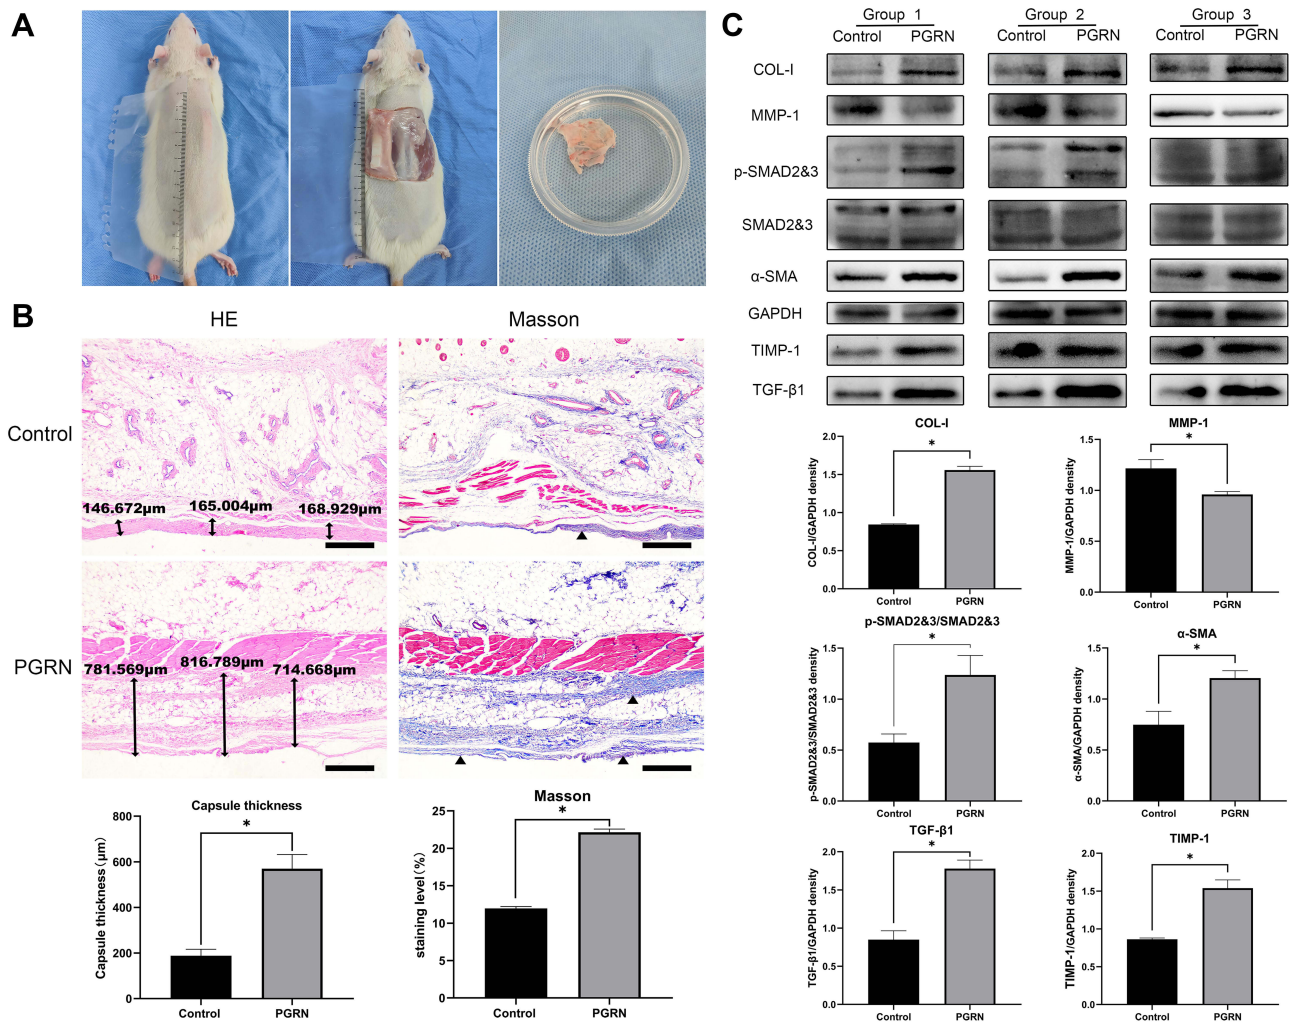 A
B
HE
Masson
Control
146.672μm
165.004μm
168.929μm
PGRN
781.569μm
816.789μm
714.668μm
Capsule thickness
Capsule thickness(μm)
800
600
400
200
0
*
Control
PGRN
Masson
staining level(%)
25
20
15
10
5
0
*
Control
PGRN
C
Group 1
Group 2
Group 3
Control
PGRN
Control
PGRN
Control
PGRN
COL-I
MMP-1
p-SMAD2&3
SMAD2&3
α-SMA
GAPDH
TIMP-1
TGF-β1
COL-I
COL-I/GAPDH density
2.0
1.5
1.0
0.5
0.0
*
Control
PGRN
MMP-1
MMP-1/GAPDH density
1.5
1.0
0.5
0.0
*
Control
PGRN
p-SMAD2&3/SMAD2&3
p-SMAD2&3/SMAD2&3 density
1.5
1.0
0.5
0.0
*
Control
PGRN
α-SMA
α-SMA/GAPDH density
1.5
1.0
0.5
0.0
*
Control
PGRN
TGF-β1
TGF-β1/GAPDH density
2.0
1.5
1.0
0.5
0.0
*
Control
PGRN
TIMP-1
TIMP-1/GAPDH density
2.0
1.5
1.0
0.5
0.0
*
Control
PGRN